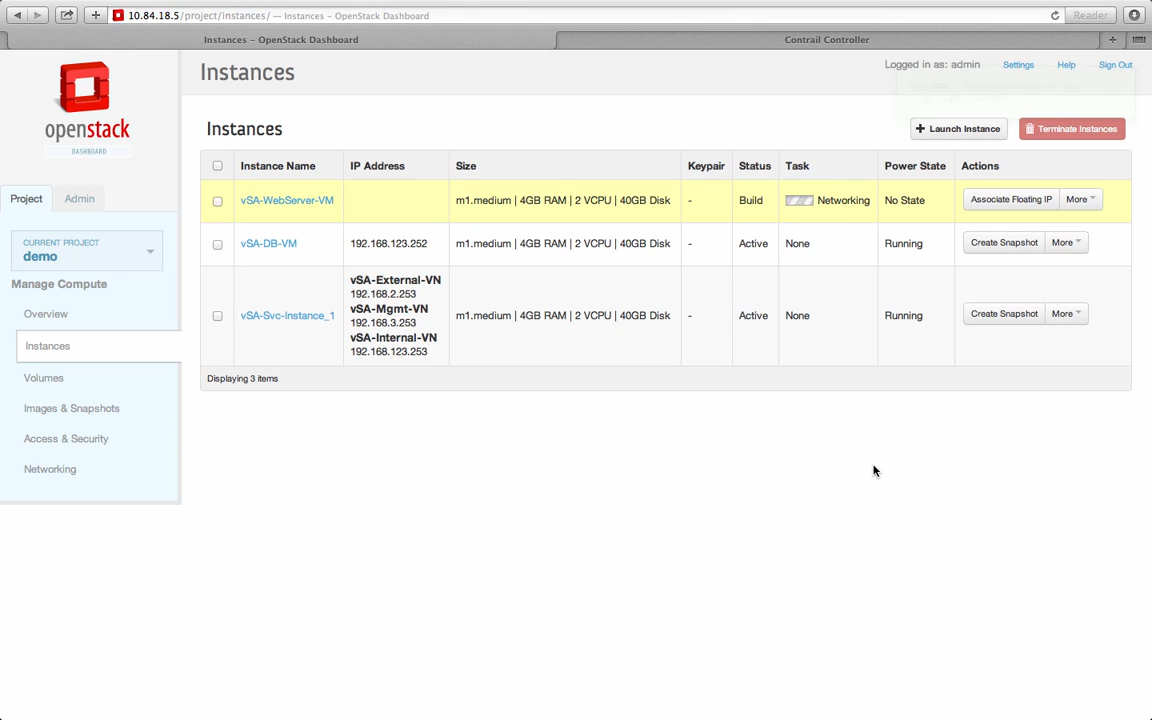 10.84.18.5/project/instances/ — Instances – OpenStack Dashboard
Reader
Instances – OpenStack Dashboard
Contrail Controller
openstack
DASHBOARD
Project
Admin
CURRENT PROJECT
demo
Manage Compute
Overview
Instances
Volumes
Images & Snapshots
Access & Security
Networking
Instances
Logged in as: admin
Settings
Help
Sign Out
Instances
Launch Instance
Terminate Instances
Instance Name IP Address Size Keypair Status Task Power State Actions
vSA-WebServer-VM m1.medium | 4GB RAM | 2 VCPU | 40GB Disk - Build Networking No State Associate Floating IP More
vSA-DB-VM 192.168.123.252 m1.medium | 4GB RAM | 2 VCPU | 40GB Disk - Active None Running Create Snapshot More
vSA-External-VN
192.168.2.253
vSA-Mgmt-VN
vSA-Svc-Instance_1 m1.medium | 4GB RAM | 2 VCPU | 40GB Disk - Active None Running Create Snapshot More
192.168.3.253
vSA-Internal-VN
192.168.123.253
Displaying 3 items